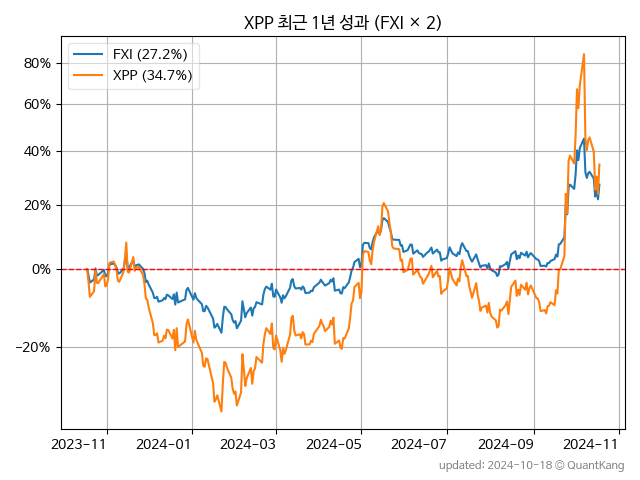 XPP 최근 1년 성과 (FXI × 2)
FXI (27.2%)
XPP (34.7%)
80%
60%
40%
20%
0%
−20%
2023-11 2024-01 2024-03 2024-05 2024-07 2024-09 2024-11
updated: 2024-10-18 © QuantKang